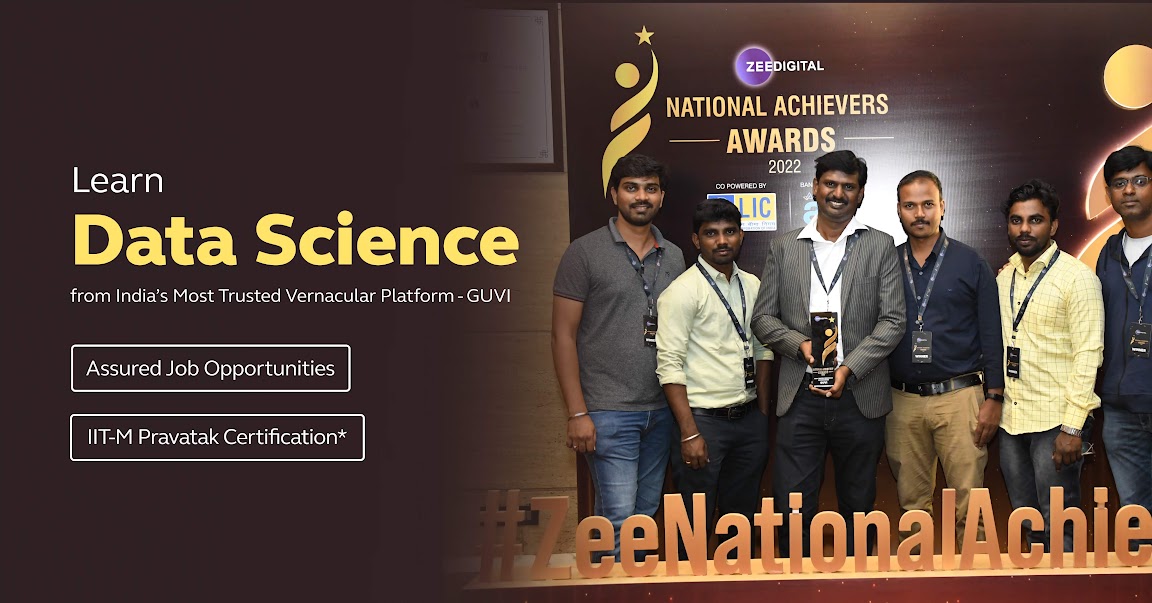 Learn
Data Science
from India's Most Trusted Vernacular Platform - GUVI
Assured Job Opportunities
IIT-M Pravatak Certification*
ZEEDIGITAL
NATIONAL ACHIEVERS
AWARDS
2022
CO POWERED BY
LIC
#ZeeNationalAchie